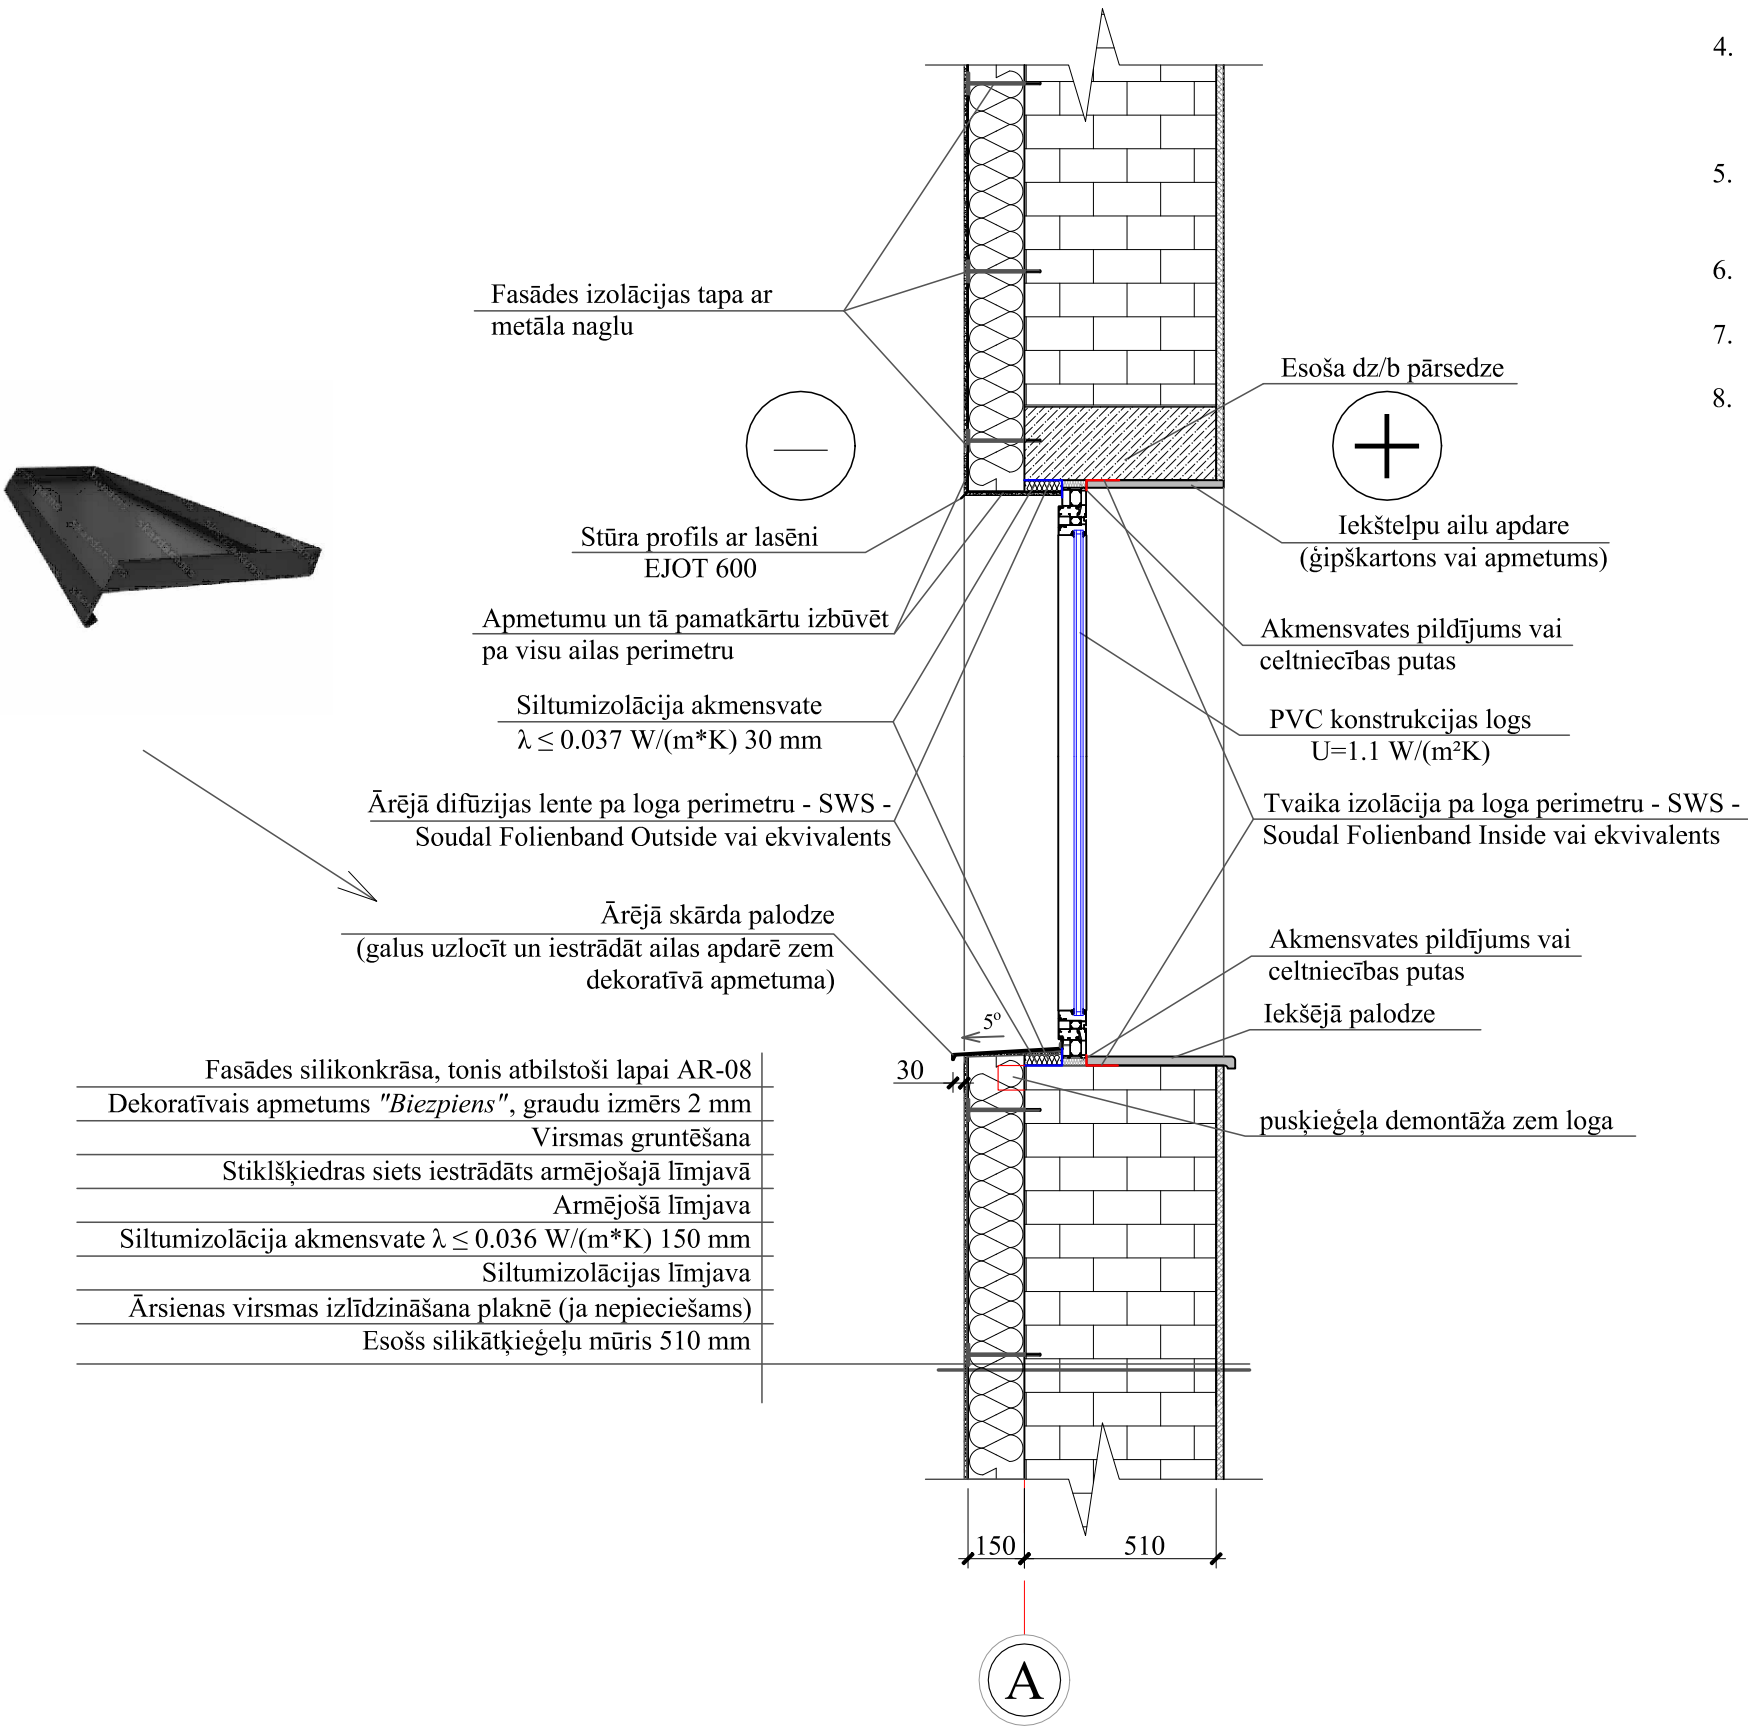 4.
5.
6.
7.
8.
Fasādes izolācijas tapa ar
metāla naglu
Esoša dz/b pārsedze
Stūra profils ar lasēni
EJOT 600
Iekštelpu ailu apdare
(ģipškartons vai apmetums)
Apmetumu un tā pamatkārtu izbūvēt
pa visu ailas perimetru
Akmensvates pildījums vai
celtniecības putas
Siltumizolācija akmensvate
λ ≤ 0.037 W/(m*K) 30 mm
PVC konstrukcijas logs
U=1.1 W/(m²K)
Ārējā difūzijas lente pa loga perimetru - SWS -
Soudal Folienband Outside vai ekvivalents
Tvaika izolācija pa loga perimetru - SWS -
Soudal Folienband Inside vai ekvivalents
Ārējā skārda palodze
(galus uzlocīt un iestrādāt ailas apdarē zem
dekoratīvā apmetuma)
Akmensvates pildījums vai
celtniecības putas
Iekšējā palodze
5º
30
Fasādes silikonkrāsa, tonis atbilstoši lapai AR-08
Dekoratīvais apmetums "Biezpiens", graudu izmērs 2 mm
Virsmas gruntēšana
Stiklšķiedras siets iestrādāts armējošajā līmjavā
Armējošā līmjava
Siltumizolācija akmensvate λ ≤ 0.036 W/(m*K) 150 mm
Siltumizolācijas līmjava
Ārsienas virsmas izlīdzināšana plaknē (ja nepieciešams)
Esošs silikātķieģeļu mūris 510 mm
pusķieģeļa demontāža zem loga
150
510
A